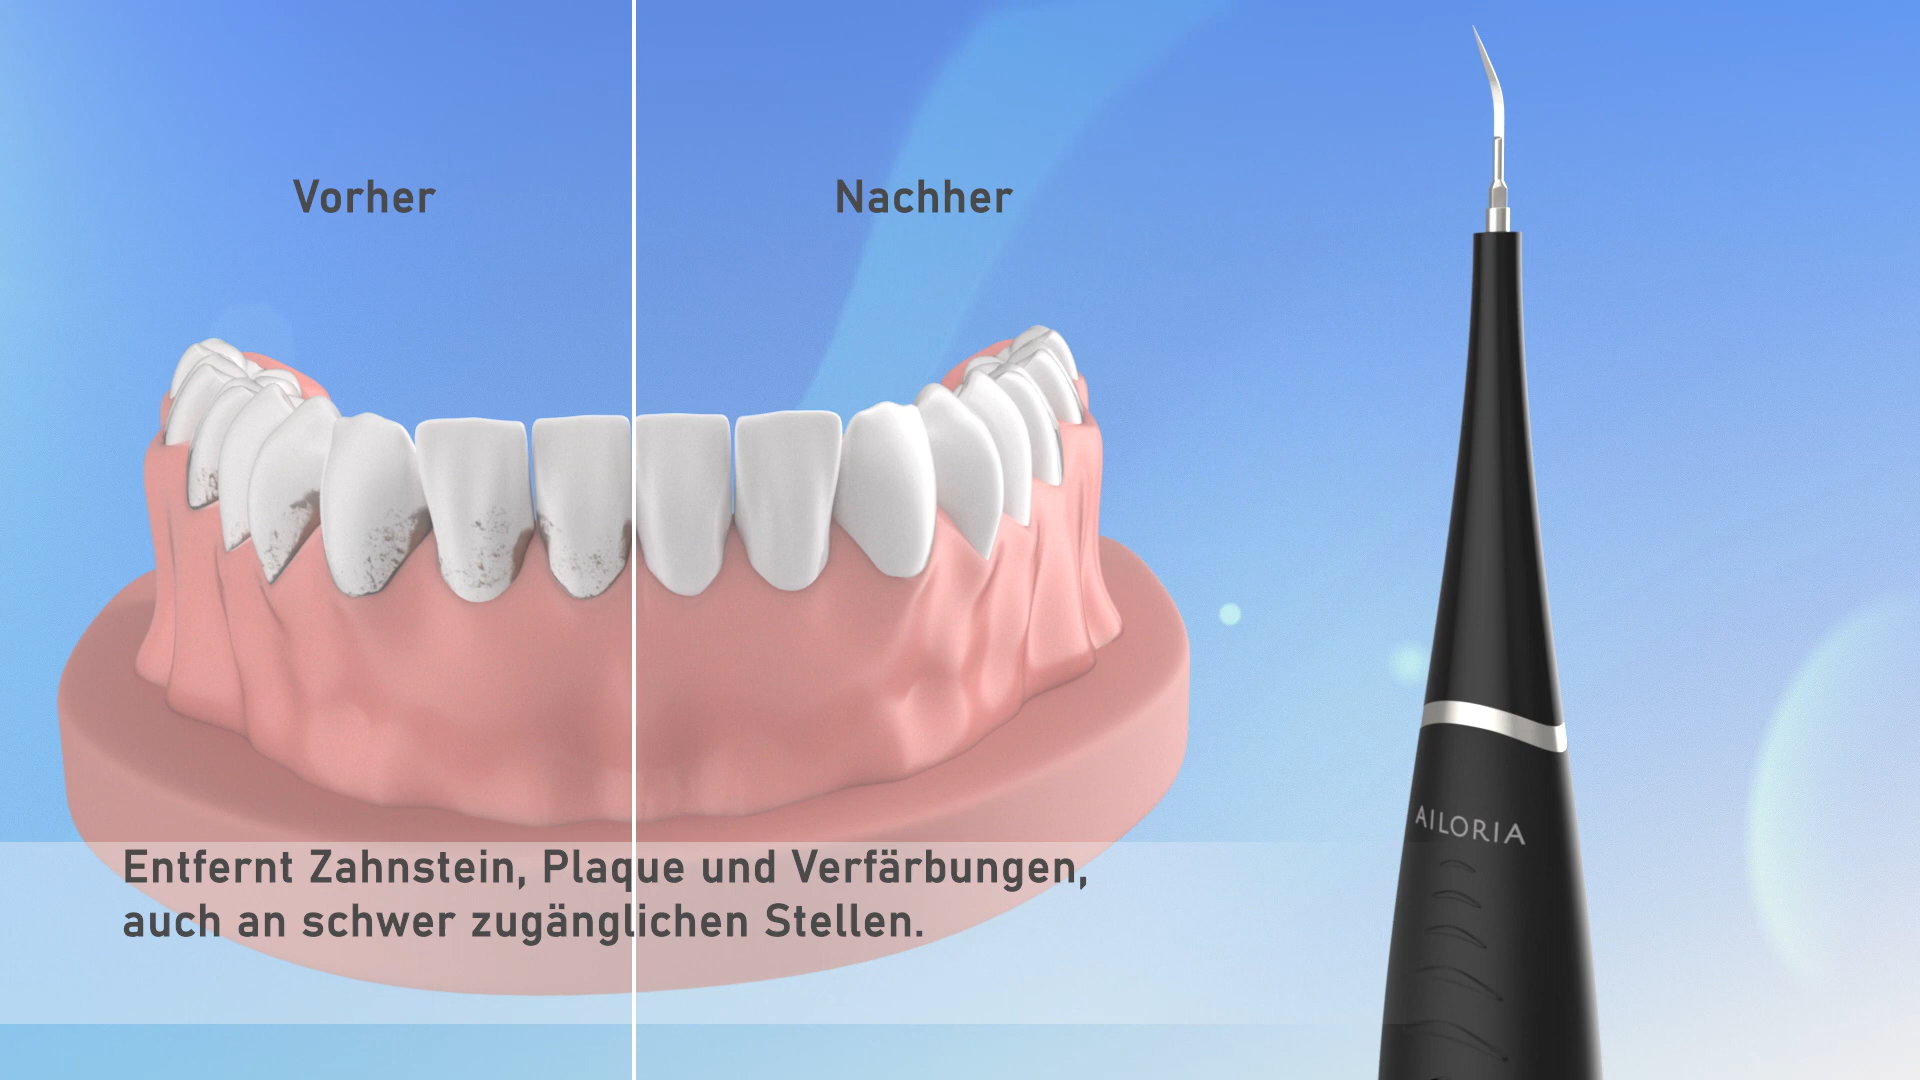 Vorher
Nachher
AILORIA
Entfernt Zahnstein, Plaque und Verfärbungen,
auch an schwer zugänglichen Stellen.